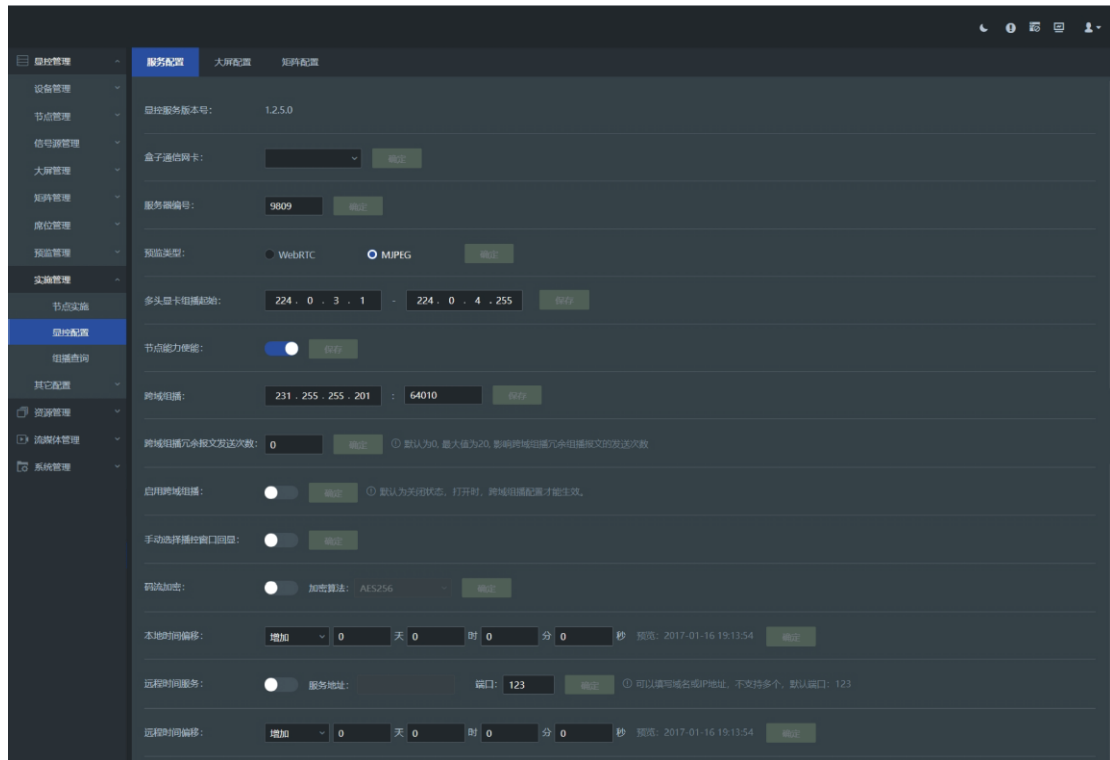 显控管理
设备管理
节点管理
信号源管理
大屏管理
矩阵管理
席位管理
预监管理
实施管理
节点实施
显控配置
组播查询
其它配置
资源管理
流媒体管理
系统管理
服务配置 大屏配置 矩阵配置
显控服务版本号: 1.2.5.0
盒子通信网卡: 确定
服务器编号: 9809 确定
预监类型: WebRTC MJPEG 确定
多头显卡组播起始: 224 . 0 . 3 . 1 - 224 . 0 . 4 . 255 保存
节点能力使能: 保存
跨域组播: 231 . 255 . 255 . 201 : 64010 保存
跨域组播冗余报文发送次数: 0 确定 默认为0, 最大值为20, 影响跨域组播冗余组播报文的发送次数
启用跨域组播: 确定 默认为关闭状态、打开时、跨域组播配置才能生效。
手动选择播控窗口回显: 确定
码流加密: 加密算法: AES256 确定
本地时间偏移: 增加 0 天 0 时 0 分 0 秒 预览: 2017-01-16 19:13:54 确定
远程时间服务: 服务地址: 端口: 123 确定 可以填写域名或IP地址、不支持多个、默认端口: 123
远程时间偏移: 增加 0 天 0 时 0 分 0 秒 预览: 2017-01-16 19:13:54 确定